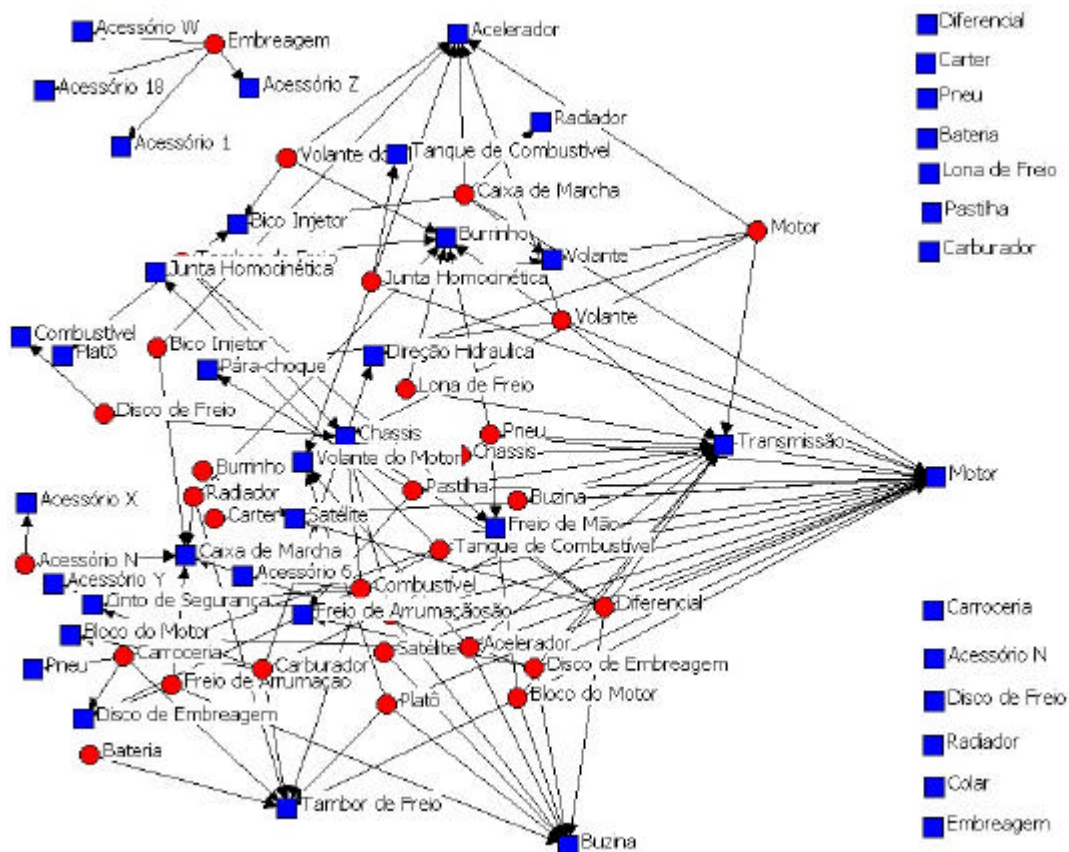 Acessório W
Embreagem
Acelerador
Diferencial
Carter
Acessório 18
Acessório Z
Pneu
Radiador
Acessório 1
Bateria
Volante do
Tanque de Combustível
Lona de Freio
Caixa de Marcha
Pastilha
Bico Injetor
Burrinho
Motor
Carburador
Junta Homocinética
Volante
Junta Homocinética
Volante
Combustível
Platô
Bico Injetor
Direção Hidraulica
Pára-choque
Lona de Freio
Disco de Freio
Chassis
Pneu
Transmissão
Chassis
Volante do Motor
Burrinho
Motor
Radiador
Pastilha
Acessório X
Buzina
Carter
Satélite
Freio de Mão
Caixa de Marcha
Tanque de Combustível
Acessório N
Acessório 6
Acessório Y
Combustível
Cinto de Segurança
Freio de Arrumação
Diferencial
Carroceria
Bloco do Motor
Acelerador
Satélite
Carroceria
Acessório N
Pneu
Carburador
Disco de Embreagem
Freio de Arrumação
Bloco do Motor
Disco de Freio
Disco de Embreagem
Platô
Radiador
Bateria
Colar
Tambor de Freio
Embreagem
Buzina